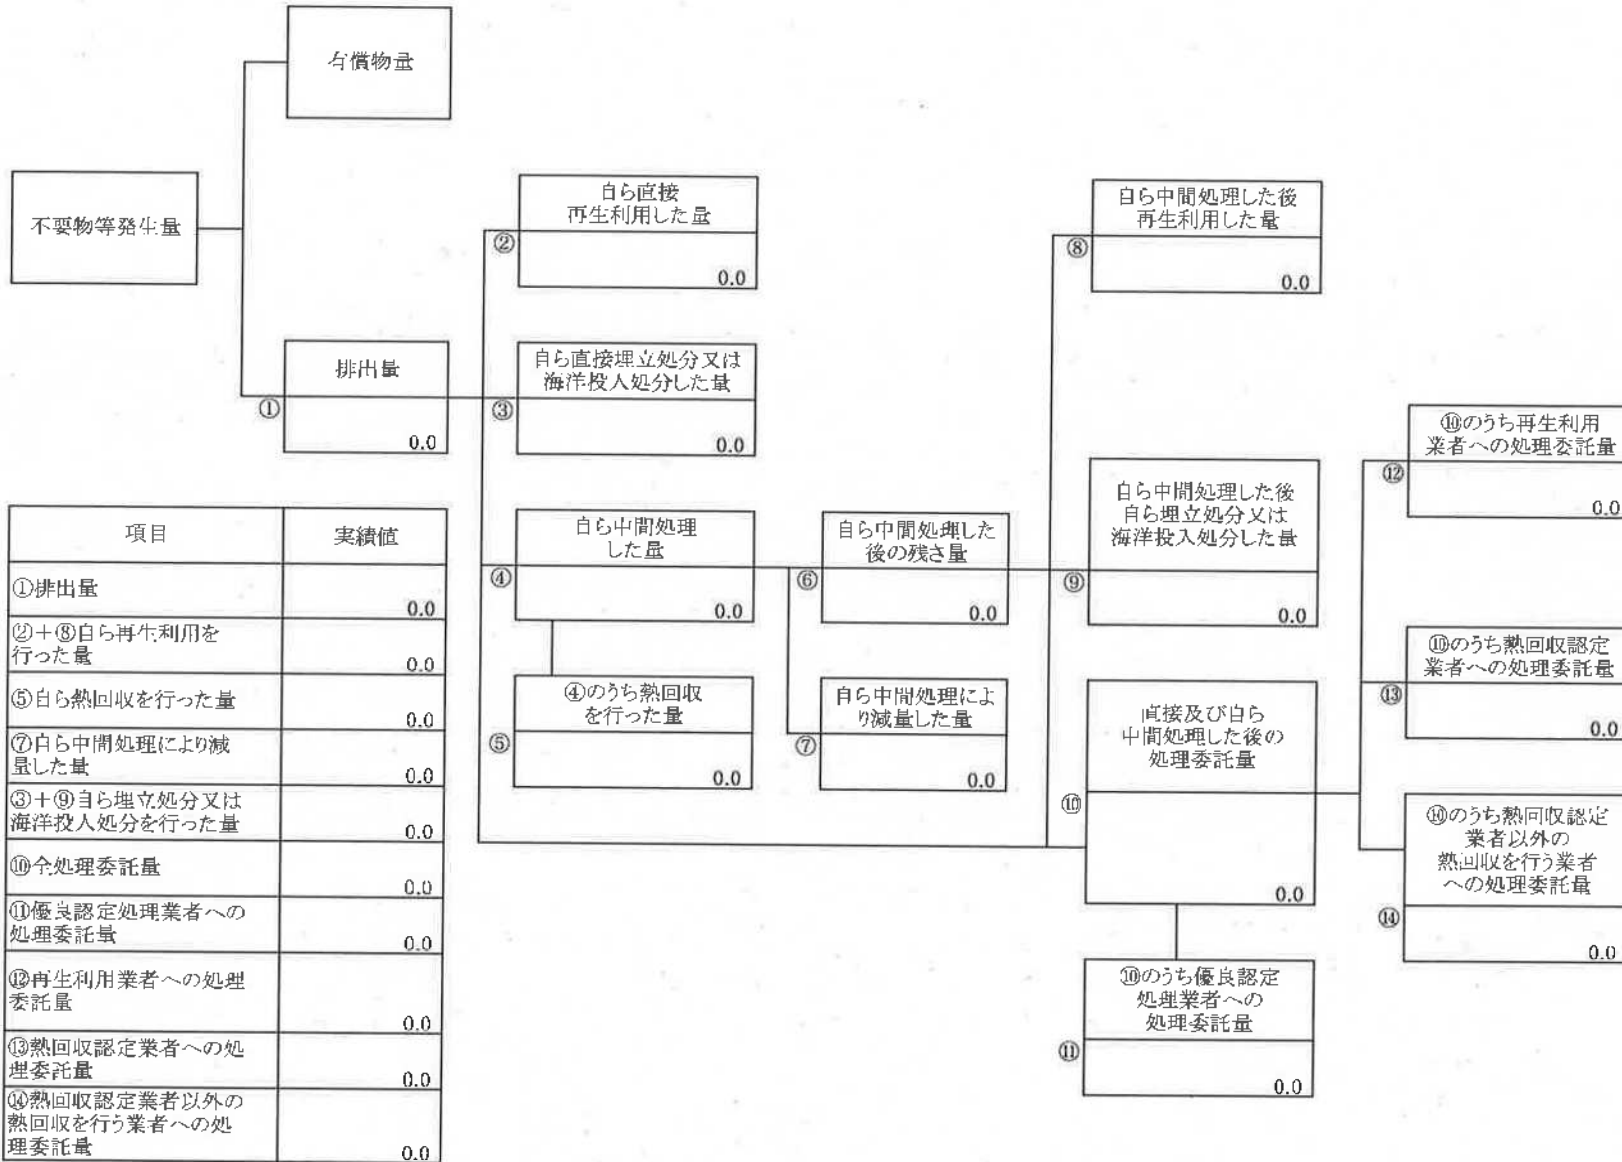 有償物量
不要物等発生量
排出量
①
0.0
自ら直接
再生利用した量
②
0.0
自ら直接埋立処分又は
海洋投入処分した量
③
0.0
自ら中間処理
した量
④
0.0
④のうち熱回収
を行った量
⑤
0.0
自ら中間処理した
後の残さ量
⑥
0.0
自ら中間処理によ
り減量した量
⑦
0.0
自ら中間処理した後
再生利用した量
⑧
0.0
自ら中間処理した後
自ら埋立処分又は
海洋投入処分した量
⑨
0.0
直接及び自ら
中間処理した後の
処理委託量
⑩
0.0
⑩のうち優良認定
処理業者への
処理委託量
⑪
0.0
⑩のうち再生利用
業者への処理委託量
⑫
0.0
⑩のうち熱回収認定
業者への処理委託量
⑬
0.0
⑩のうち熱回収認定
業者以外の
熱回収を行う業者
への処理委託量
⑭
0.0
項目 実績値
①排出量
0.0
②+⑧自ら再生利用を
行った量
0.0
⑤自ら熱回収を行った量
0.0
⑦自ら中間処理により減
量した量
0.0
③+⑨自ら埋立処分又は
海洋投入処分を行った量
0.0
⑩全処理委託量
0.0
⑪優良認定処理業者への
処理委託量
0.0
⑫再生利用業者への処理
委託量
0.0
⑬熱回収認定業者への処
理委託量
0.0
⑭熱回収認定業者以外の
熱回収を行う業者への処
理委託量
0.0